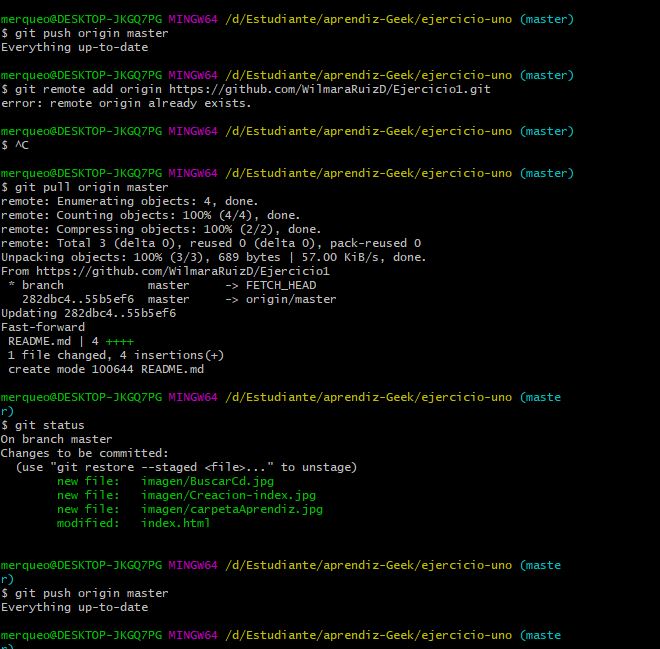 merqueo@DESKTOP-JKGQ7PG MINGW64 /d/Estudiante/aprendiz-Geek/ejercicio-uno (master)
$ git push origin master
Everything up-to-date
merqueo@DESKTOP-JKGQ7PG MINGW64 /d/Estudiante/aprendiz-Geek/ejercicio-uno (master)
$ git remote add origin https://github.com/WilmaraRuizD/Ejercicio1.git
error: remote origin already exists.
merqueo@DESKTOP-JKGQ7PG MINGW64 /d/Estudiante/aprendiz-Geek/ejercicio-uno (master)
$ ^C
merqueo@DESKTOP-JKGQ7PG MINGW64 /d/Estudiante/aprendiz-Geek/ejercicio-uno (master)
$ git pull origin master
remote: Enumerating objects: 4, done.
remote: Counting objects: 100% (4/4), done.
remote: Compressing objects: 100% (2/2), done.
remote: Total 3 (delta 0), reused 0 (delta 0), pack-reused 0
Unpacking objects: 100% (3/3), 689 bytes | 57.00 KiB/s, done.
From https://github.com/WilmaraRuizD/Ejercicio1
 * branch            master     -> FETCH_HEAD
   282dbc4..55b5ef6  master     -> origin/master
Updating 282dbc4..55b5ef6
Fast-forward
 README.md | 4 ++++
 1 file changed, 4 insertions(+)
 create mode 100644 README.md
merqueo@DESKTOP-JKGQ7PG MINGW64 /d/Estudiante/aprendiz-Geek/ejercicio-uno (maste
r)
$ git status
On branch master
Changes to be committed:
  (use "git restore --staged <file>..." to unstage)
        new file:   imagen/BuscarCd.jpg
        new file:   imagen/Creacion-index.jpg
        new file:   imagen/carpetaAprendiz.jpg
        modified:   index.html
merqueo@DESKTOP-JKGQ7PG MINGW64 /d/Estudiante/aprendiz-Geek/ejercicio-uno (maste
r)
$ git push origin master
Everything up-to-date
merqueo@DESKTOP-JKGQ7PG MINGW64 /d/Estudiante/aprendiz-Geek/ejercicio-uno (maste
r)